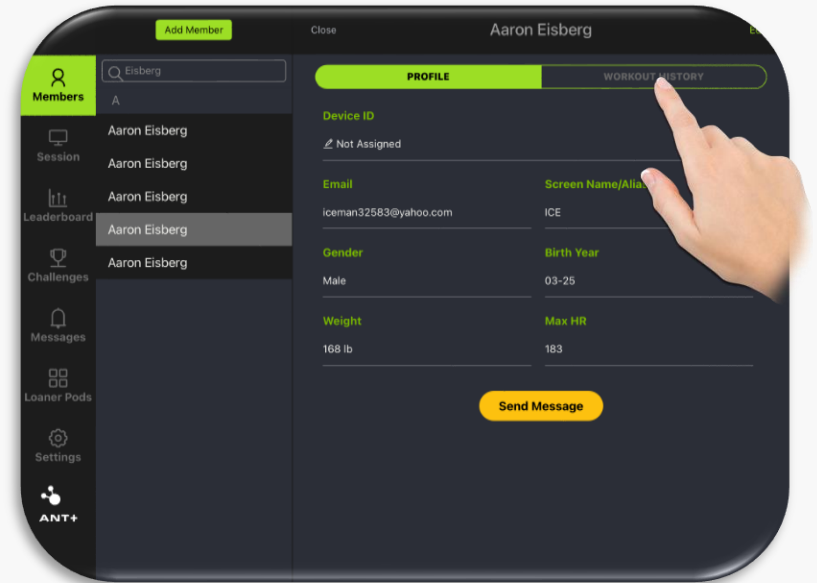 Add Member
Close
Aaron Eisberg
Members
Session
Leaderboard
Challenges
Messages
Loaner Pods
Settings
ANT+
Eisberg
A
Aaron Eisberg
Aaron Eisberg
Aaron Eisberg
Aaron Eisberg
Aaron Eisberg
PROFILE
WORKOUT HISTORY
Device ID
Not Assigned
Email
Screen Name/Alias
iceman32583@yahoo.com
ICE
Gender
Birth Year
Male
03-25
Weight
Max HR
168 lb
183
Send Message